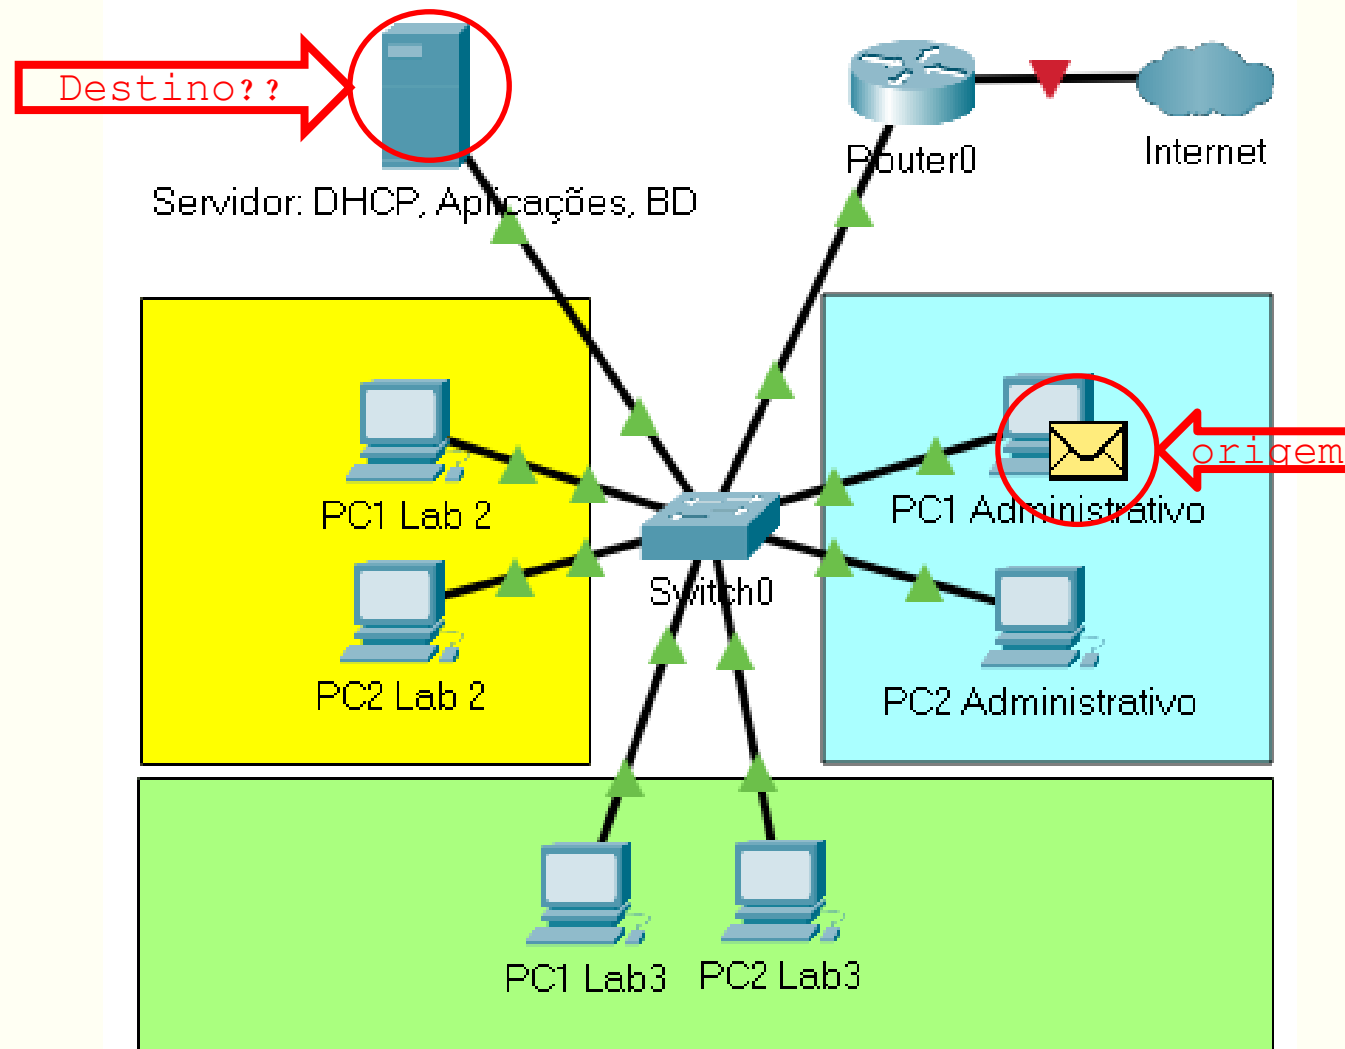 Destino??
Router0
Internet
Servidor: DHCP, Aplicações, BD
origem
PC1 Lab 2
PC1 Administrativo
Switch0
PC2 Lab 2
PC2 Administrativo
PC1 Lab3
PC2 Lab3